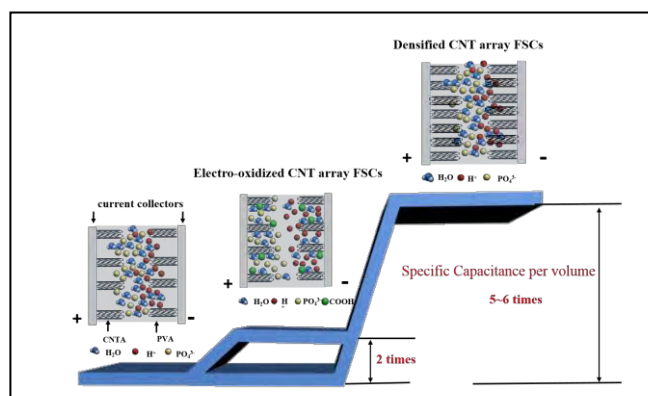 Densified CNT array FSCs
+ -
H₂O H⁺ PO₄³⁻
Electro-oxidized CNT array FSCs
+ -
H₂O H PO₄³⁻ COOH
current collectors
+ -
CNTA PVA
H₂O H⁺ PO₄³⁻
Specific Capacitance per volume
5~6 times
2 times